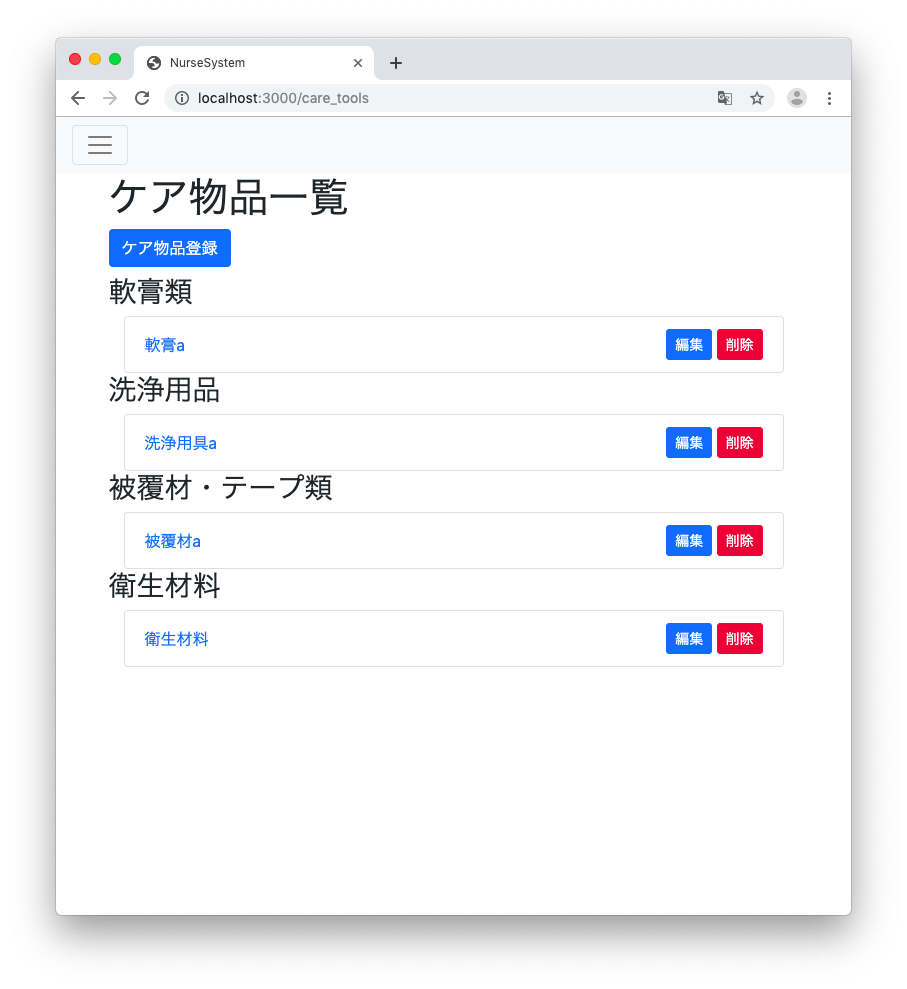 NurseSystem
localhost:3000/care_tools
ケア物品一覧
ケア物品登録
軟膏類
軟膏a 編集 削除
洗浄用品
洗浄用具a 編集 削除
被覆材・テープ類
被覆材a 編集 削除
衛生材料
衛生材料 編集 削除